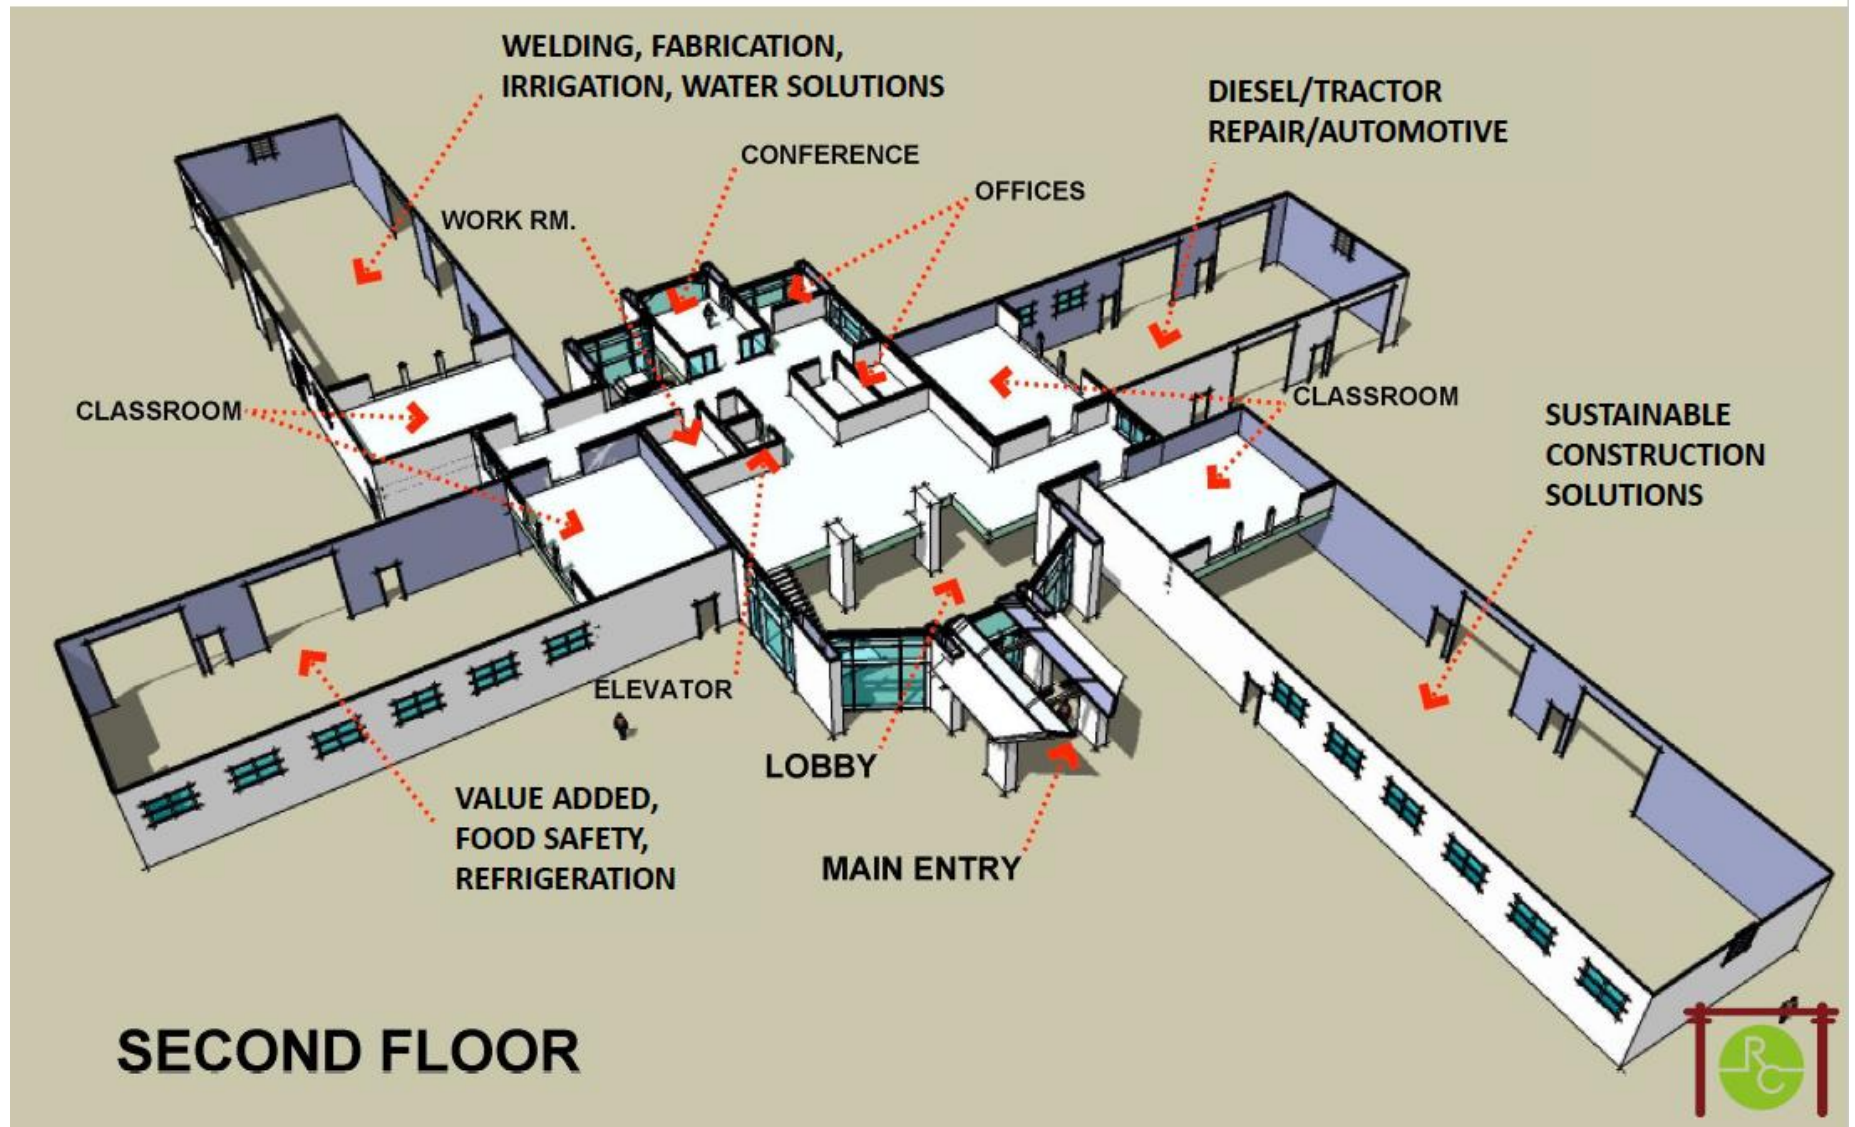 WELDING, FABRICATION,
IRRIGATION, WATER SOLUTIONS
DIESEL/TRACTOR
REPAIR/AUTOMOTIVE
CONFERENCE
OFFICES
WORK RM.
CLASSROOM
CLASSROOM
SUSTAINABLE
CONSTRUCTION
SOLUTIONS
ELEVATOR
LOBBY
VALUE ADDED,
FOOD SAFETY,
REFRIGERATION
MAIN ENTRY
SECOND FLOOR
RC